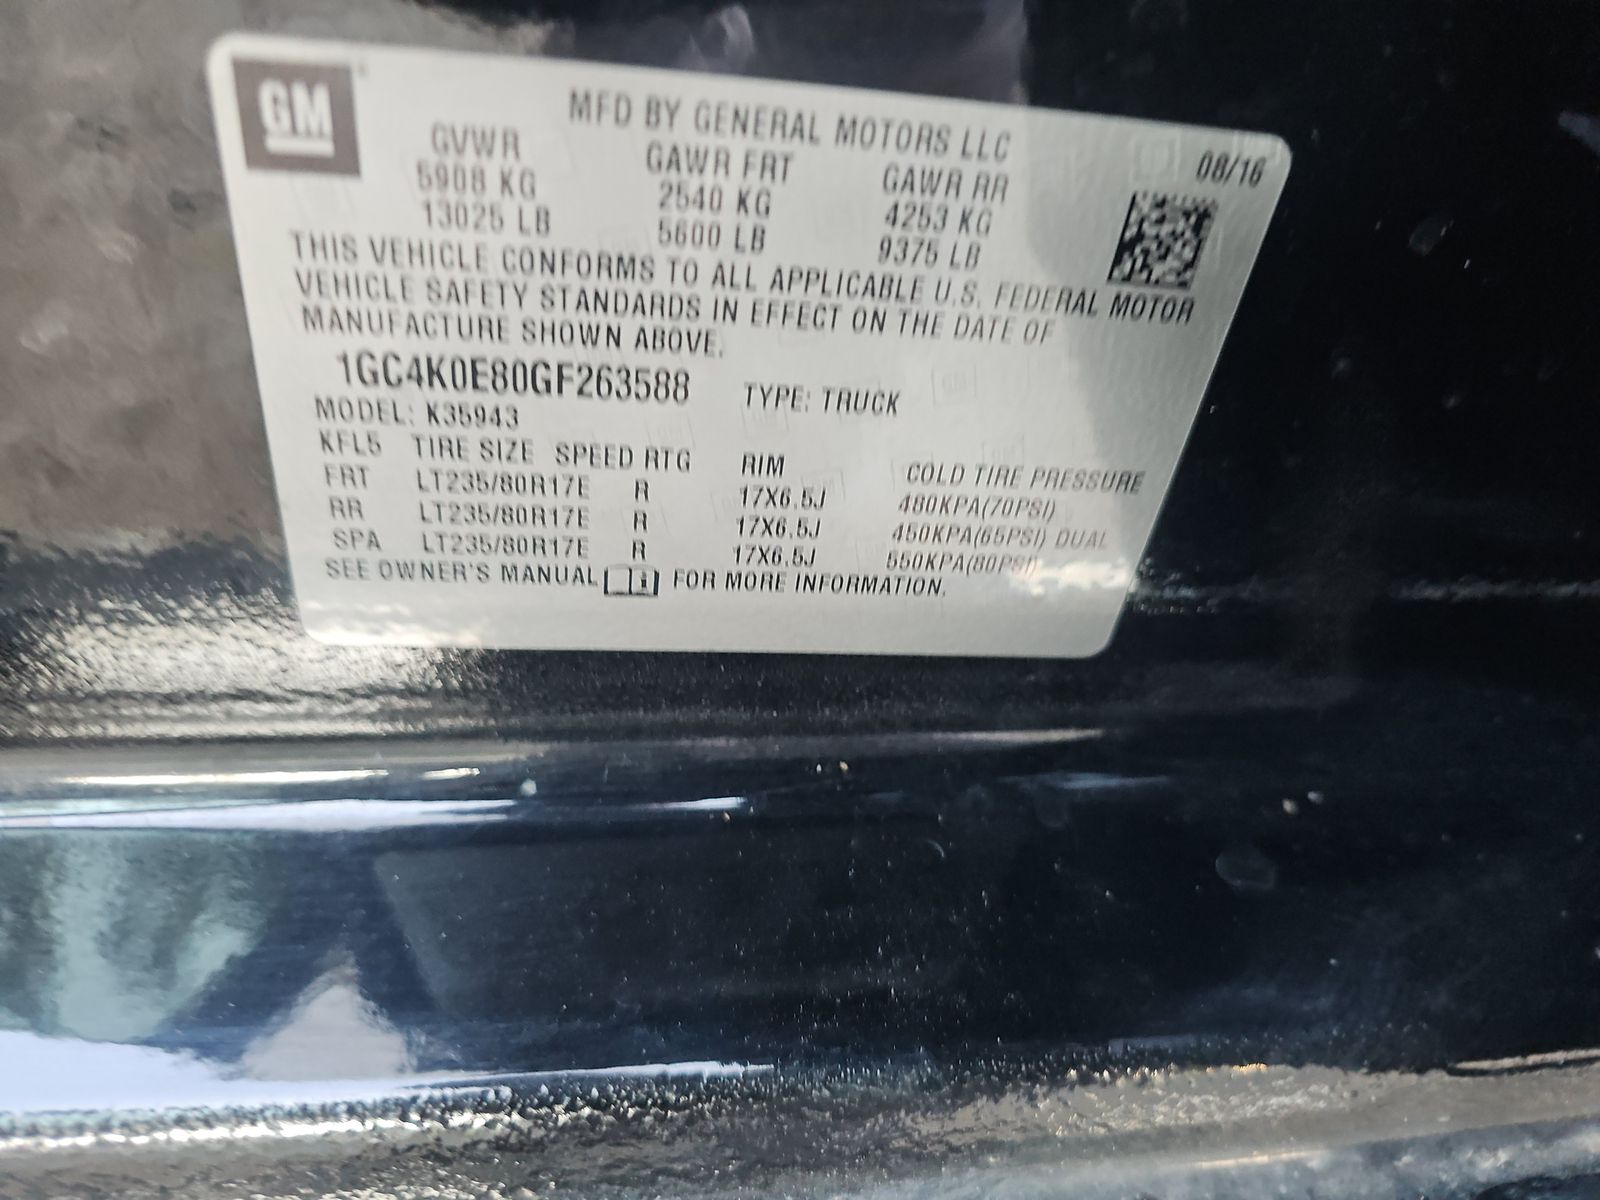 GM
MFD BY GENERAL MOTORS LLC
08/16
GVWR GAWR FRT GAWR RR
5908 KG 2540 KG 4253 KG
13025 LB 5600 LB 9375 LB
THIS VEHICLE CONFORMS TO ALL APPLICABLE U.S. FEDERAL MOTOR
VEHICLE SAFETY STANDARDS IN EFFECT ON THE DATE OF
MANUFACTURE SHOWN ABOVE.
1GC4K0E80GF263588 TYPE: TRUCK
MODEL: K35943
KFL5 TIRE SIZE SPEED RTG RIM COLD TIRE PRESSURE
FRT LT235/80R17E R 17X6.5J 480KPA(70PSI)
RR LT235/80R17E R 17X6.5J 450KPA(65PSI) DUAL
SPA LT235/80R17E R 17X6.5J 550KPA(80PSI)
SEE OWNER'S MANUAL FOR MORE INFORMATION.